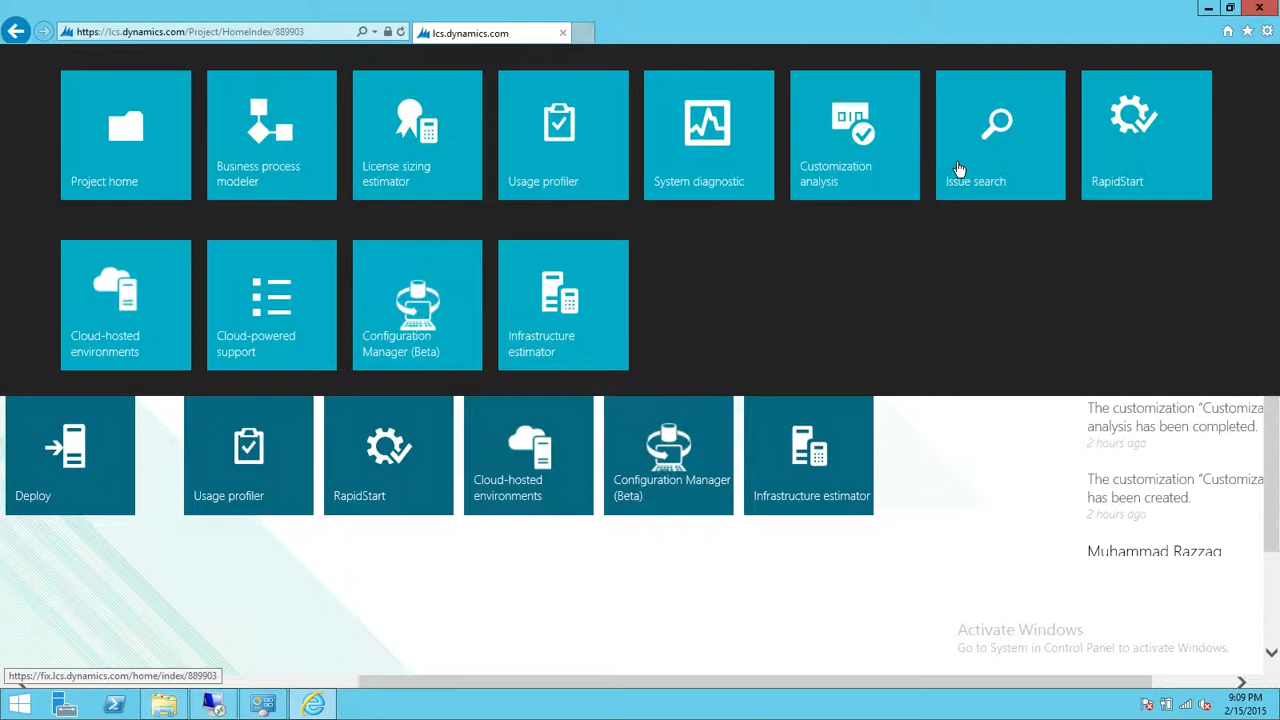 https://lcs.dynamics.com/Project/HomeIndex/889903
lcs.dynamics.com
Project home
Business process
modeler
License sizing
estimator
Usage profiler
System diagnostic
Customization
analysis
Issue search
RapidStart
Cloud-hosted
environments
Cloud-powered
support
Configuration
Manager (Beta)
Infrastructure
estimator
Deploy
Usage profiler
RapidStart
Cloud-hosted
environments
Configuration Manager
(Beta)
Infrastructure estimator
The customization “Customiza
analysis has been completed.
2 hours ago
The customization “Customiza
has been created.
2 hours ago
Muhammad Razzaq
Activate Windows
Go to System in Control Panel to activate Windows.
https://fix.lcs.dynamics.com/home/index/889903
9:09 PM
2/15/2015